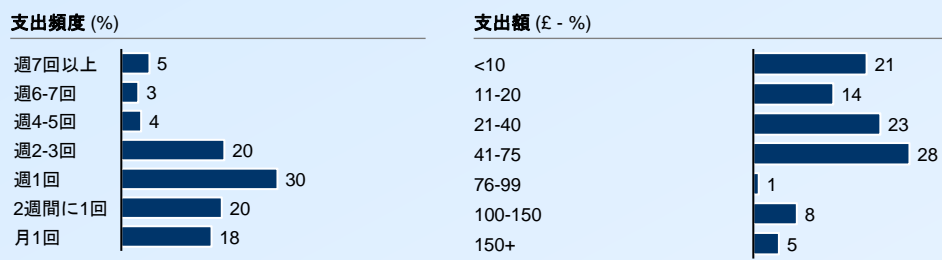 支出頻度 (%)
週7回以上 5
週6-7回 3
週4-5回 4
週2-3回 20
週1回 30
2週間に1回 20
月1回 18
支出額 (£ - %)
<10 21
11-20 14
21-40 23
41-75 28
76-99 1
100-150 8
150+ 5